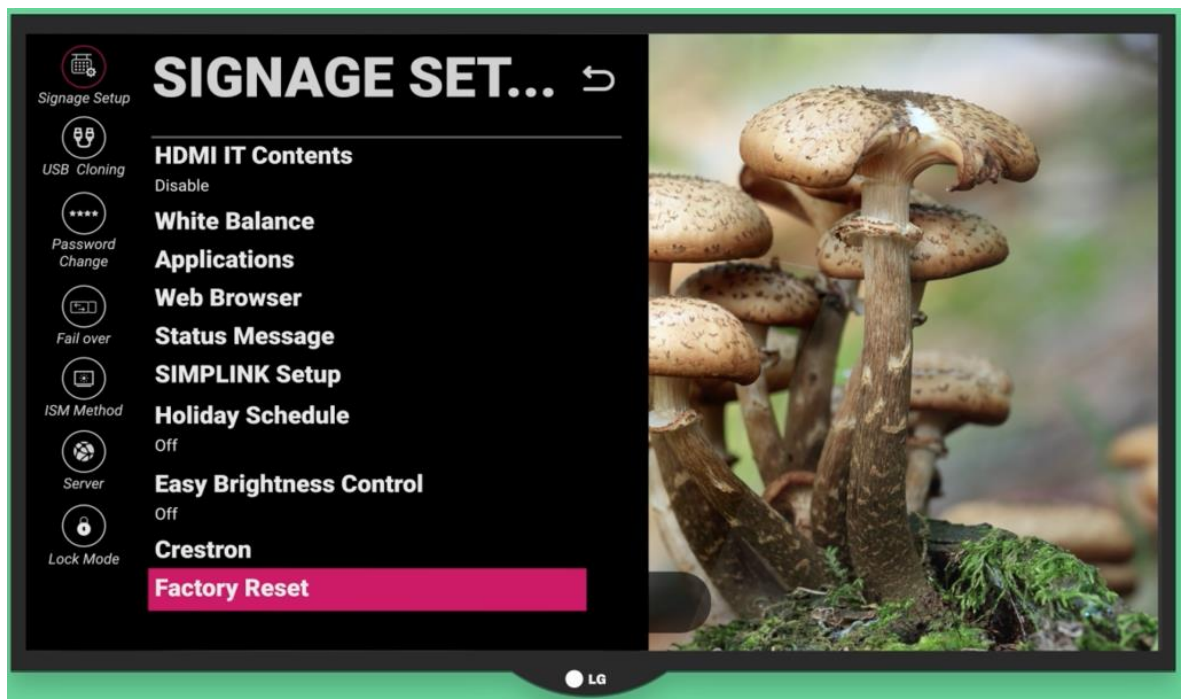 Signage Setup
USB Cloning
****
Password
Change
Fail over
ISM Method
Server
Lock Mode
SIGNAGE SET...
HDMI IT Contents
Disable
White Balance
Applications
Web Browser
Status Message
SIMPLINK Setup
Holiday Schedule
Off
Easy Brightness Control
Off
Crestron
Factory Reset
LG